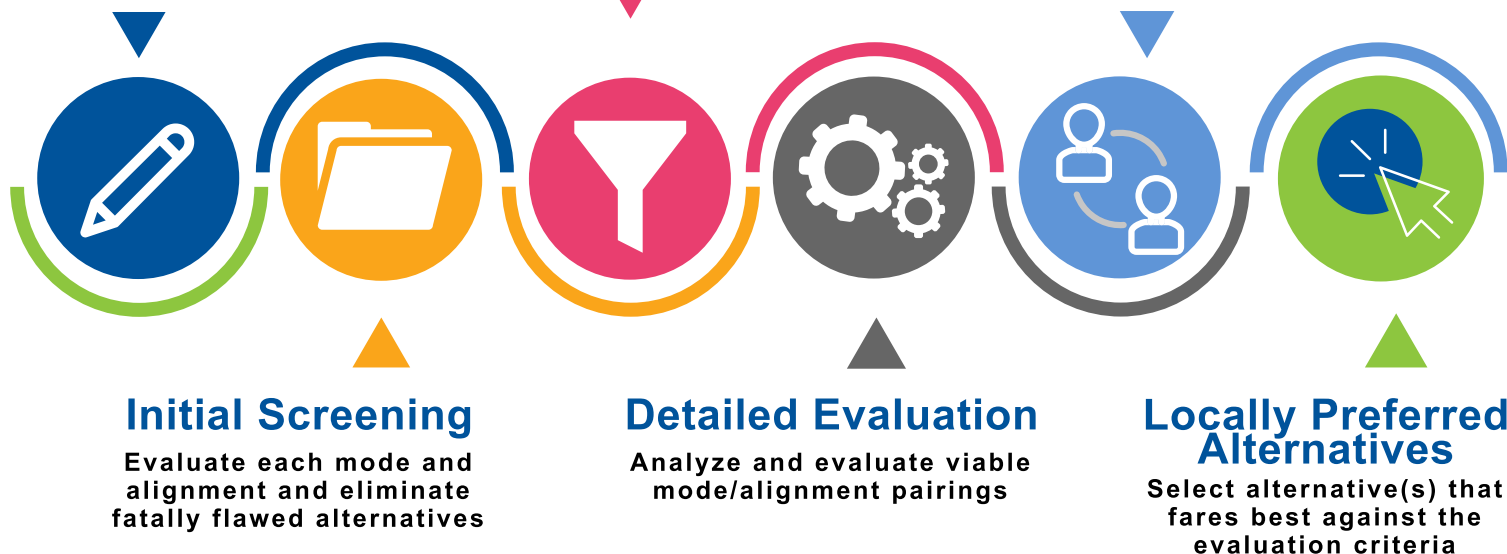 Initial Screening
Evaluate each mode and
alignment and eliminate
fatally flawed alternatives
Detailed Evaluation
Analyze and evaluate viable
mode/alignment pairings
Locally Preferred
Alternatives
Select alternative(s) that
fares best against the
evaluation criteria